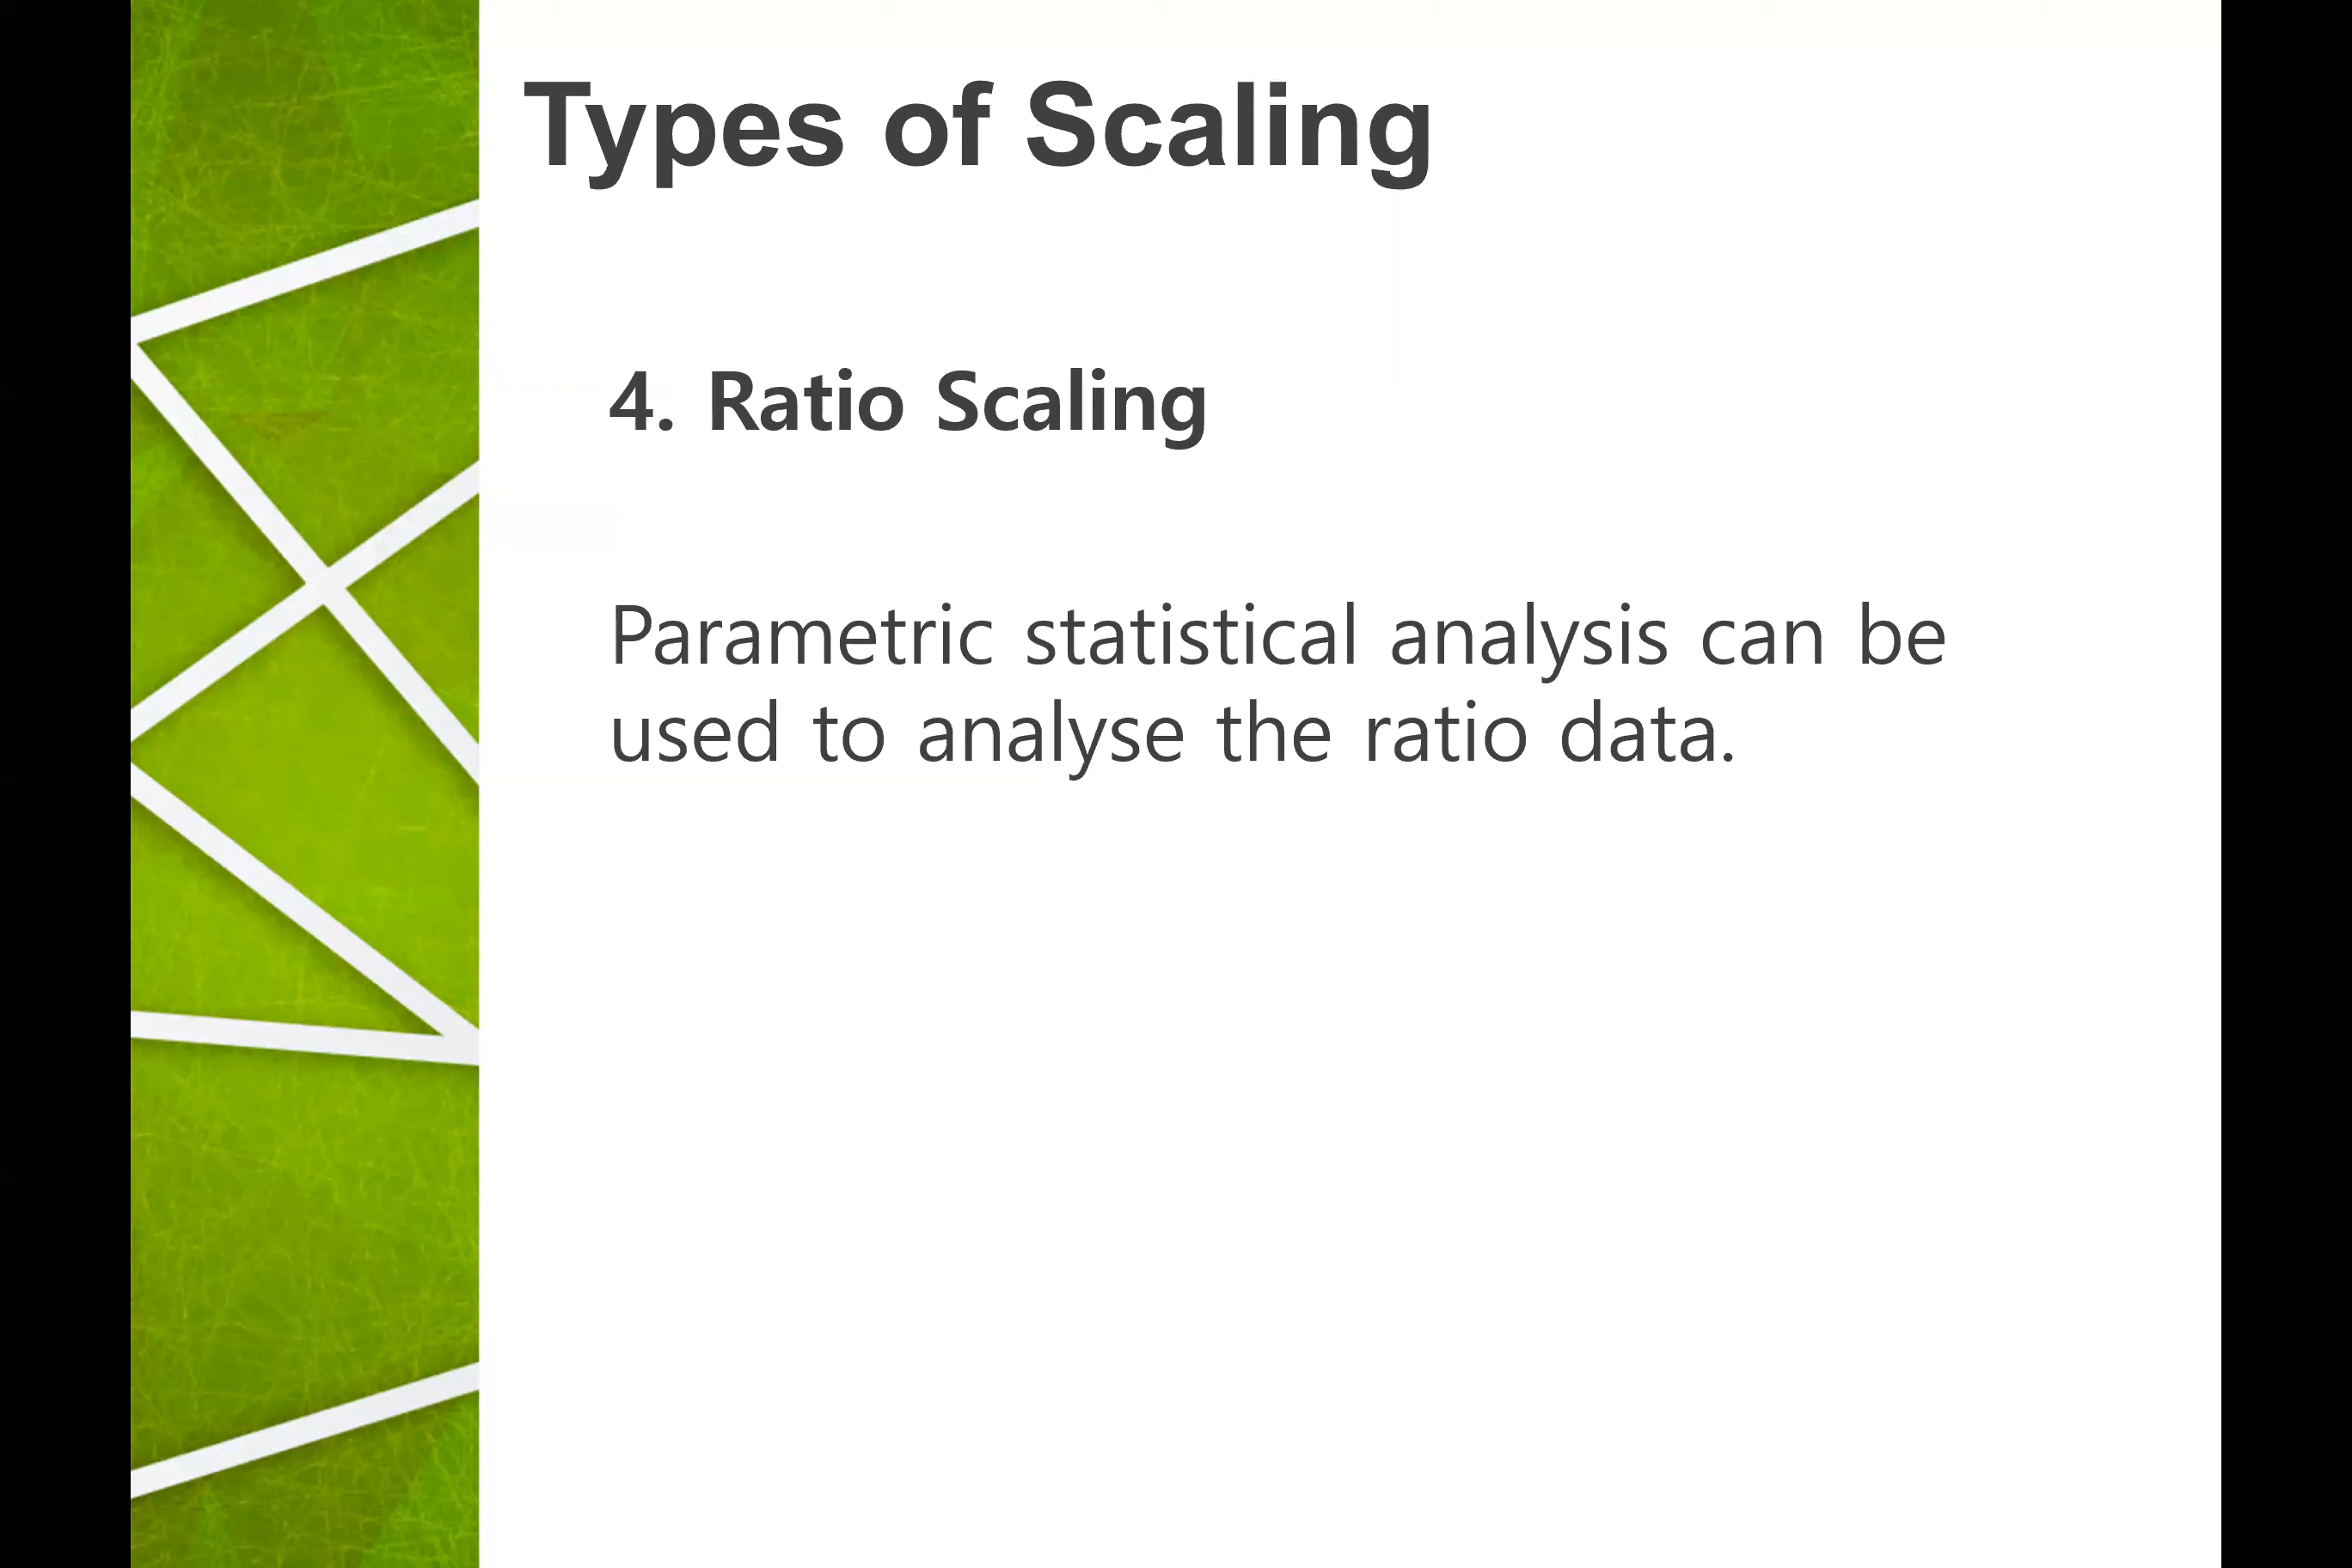 Types of Scaling
4. Ratio Scaling
Parametric statistical analysis can be
used to analyse the ratio data.